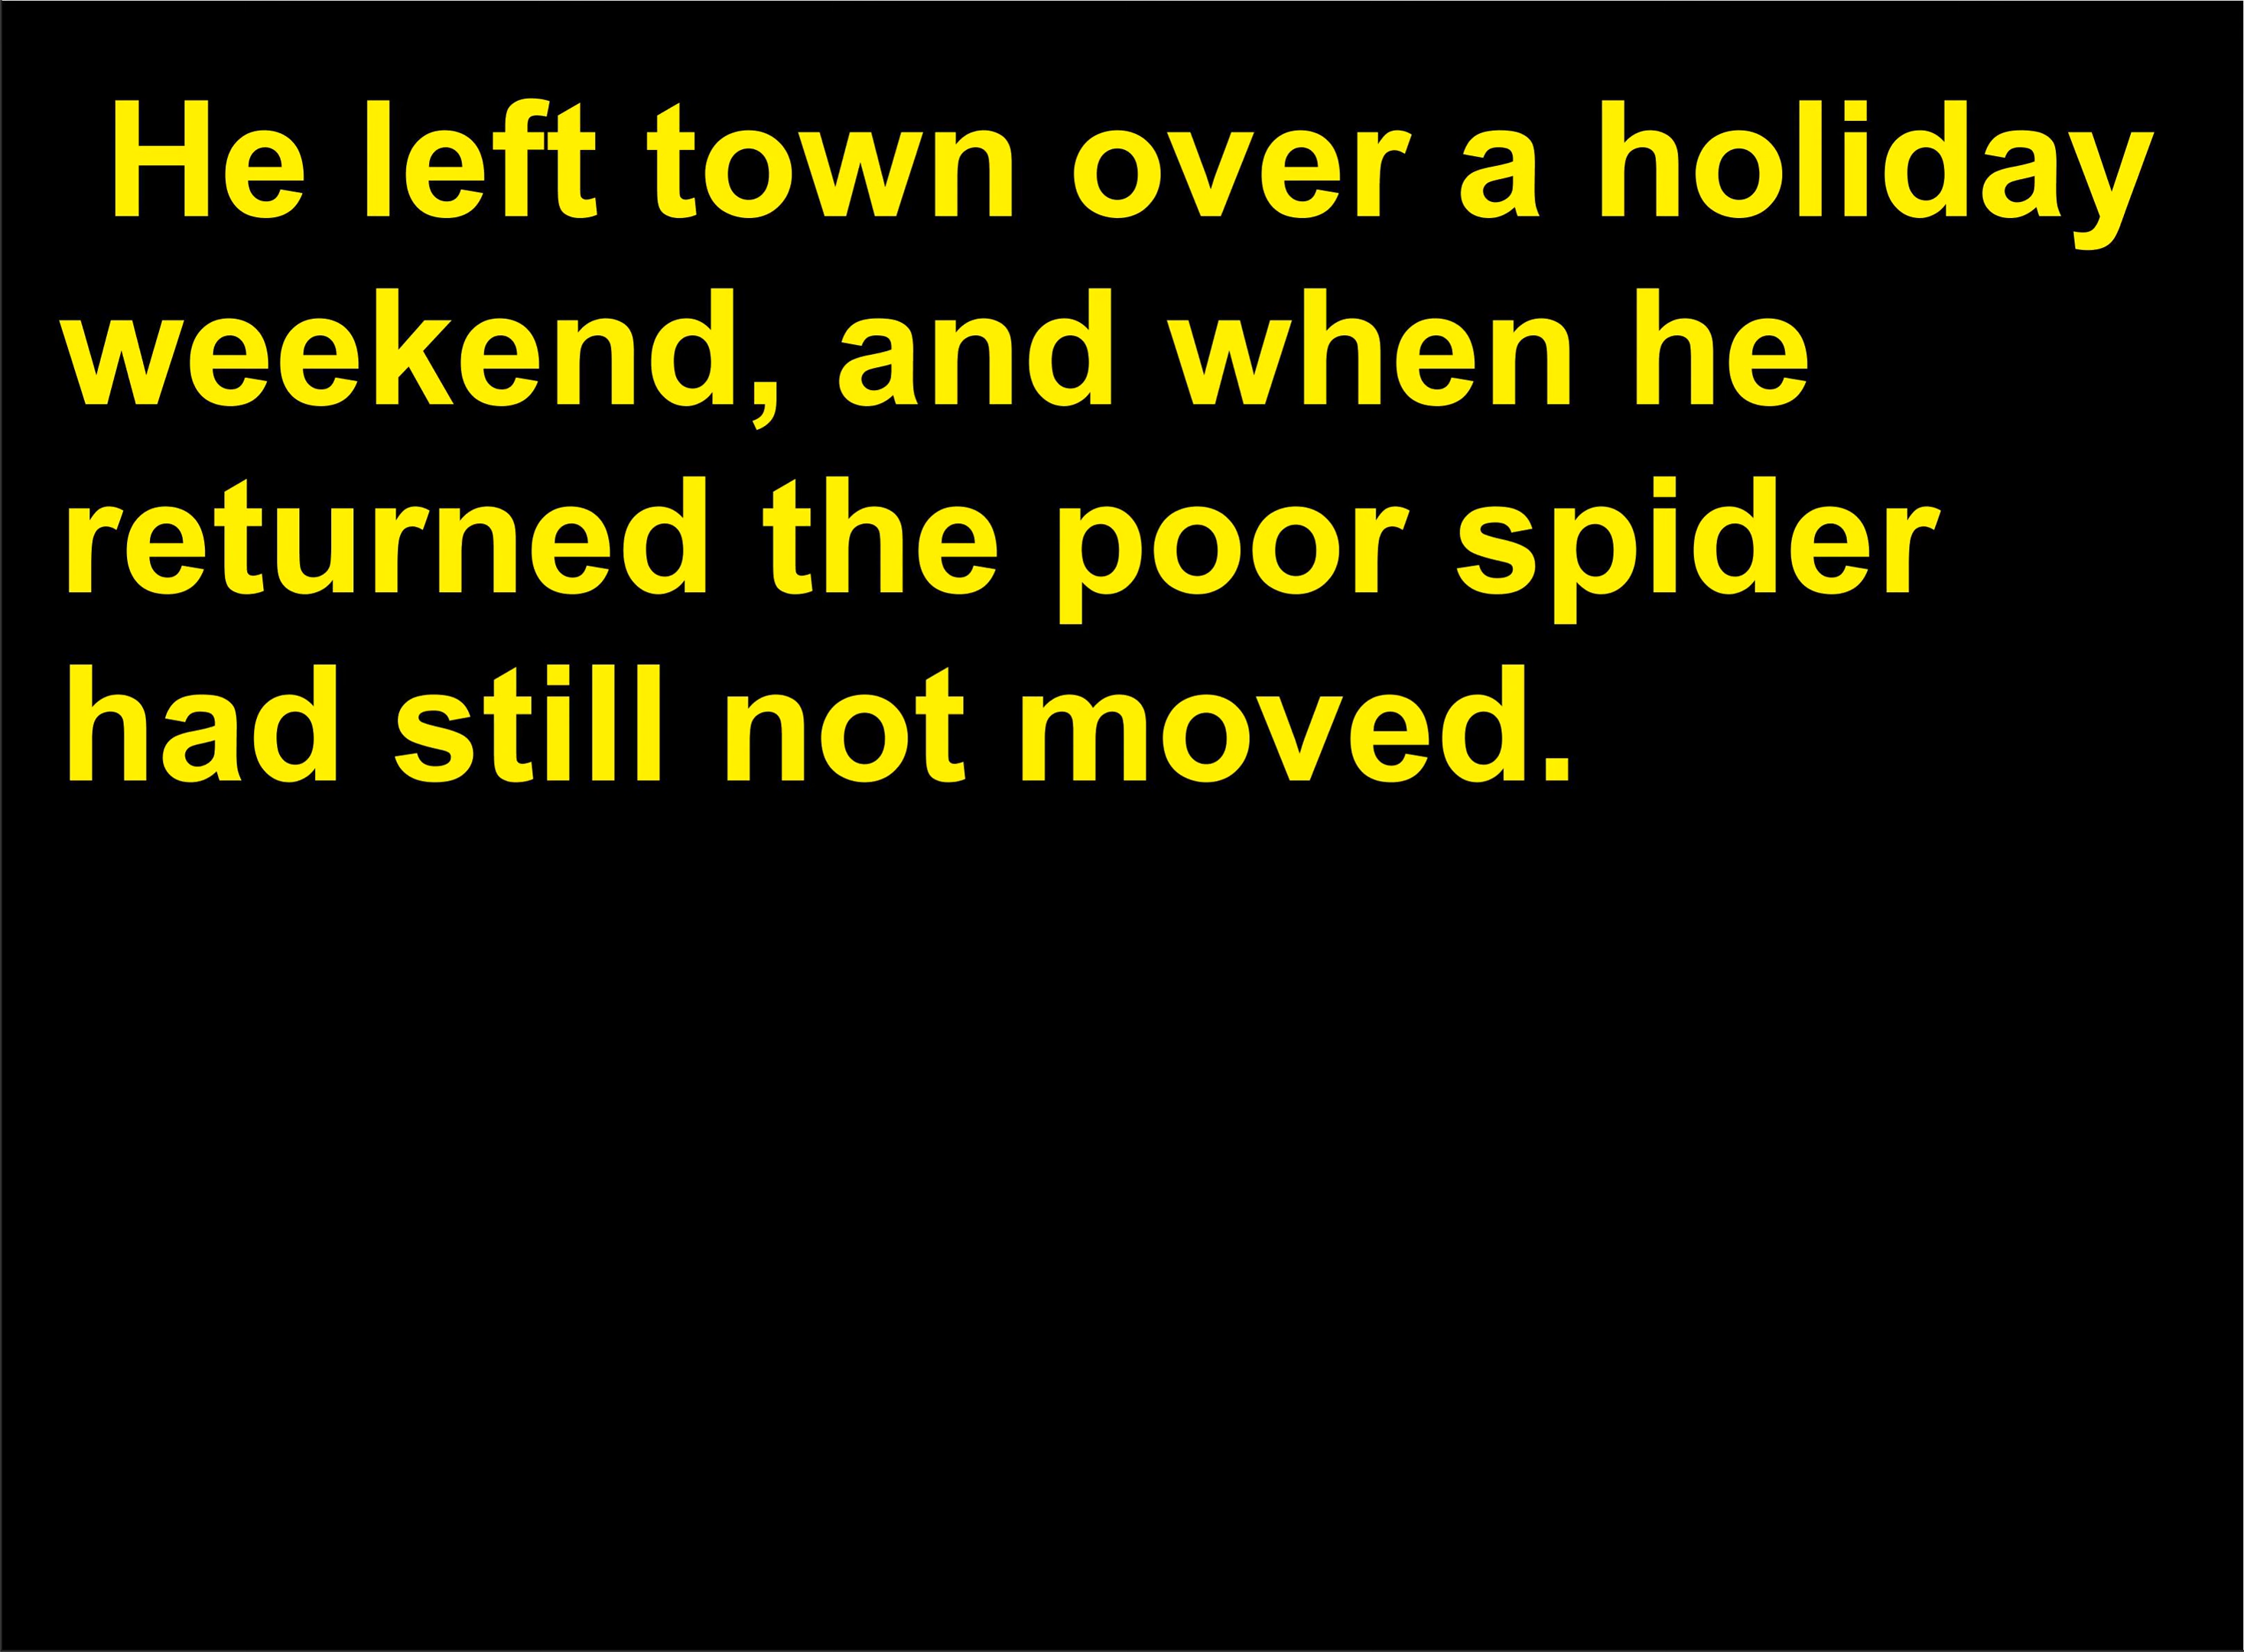 He left town over a holiday
weekend, and when he
returned the poor spider
had still not moved.